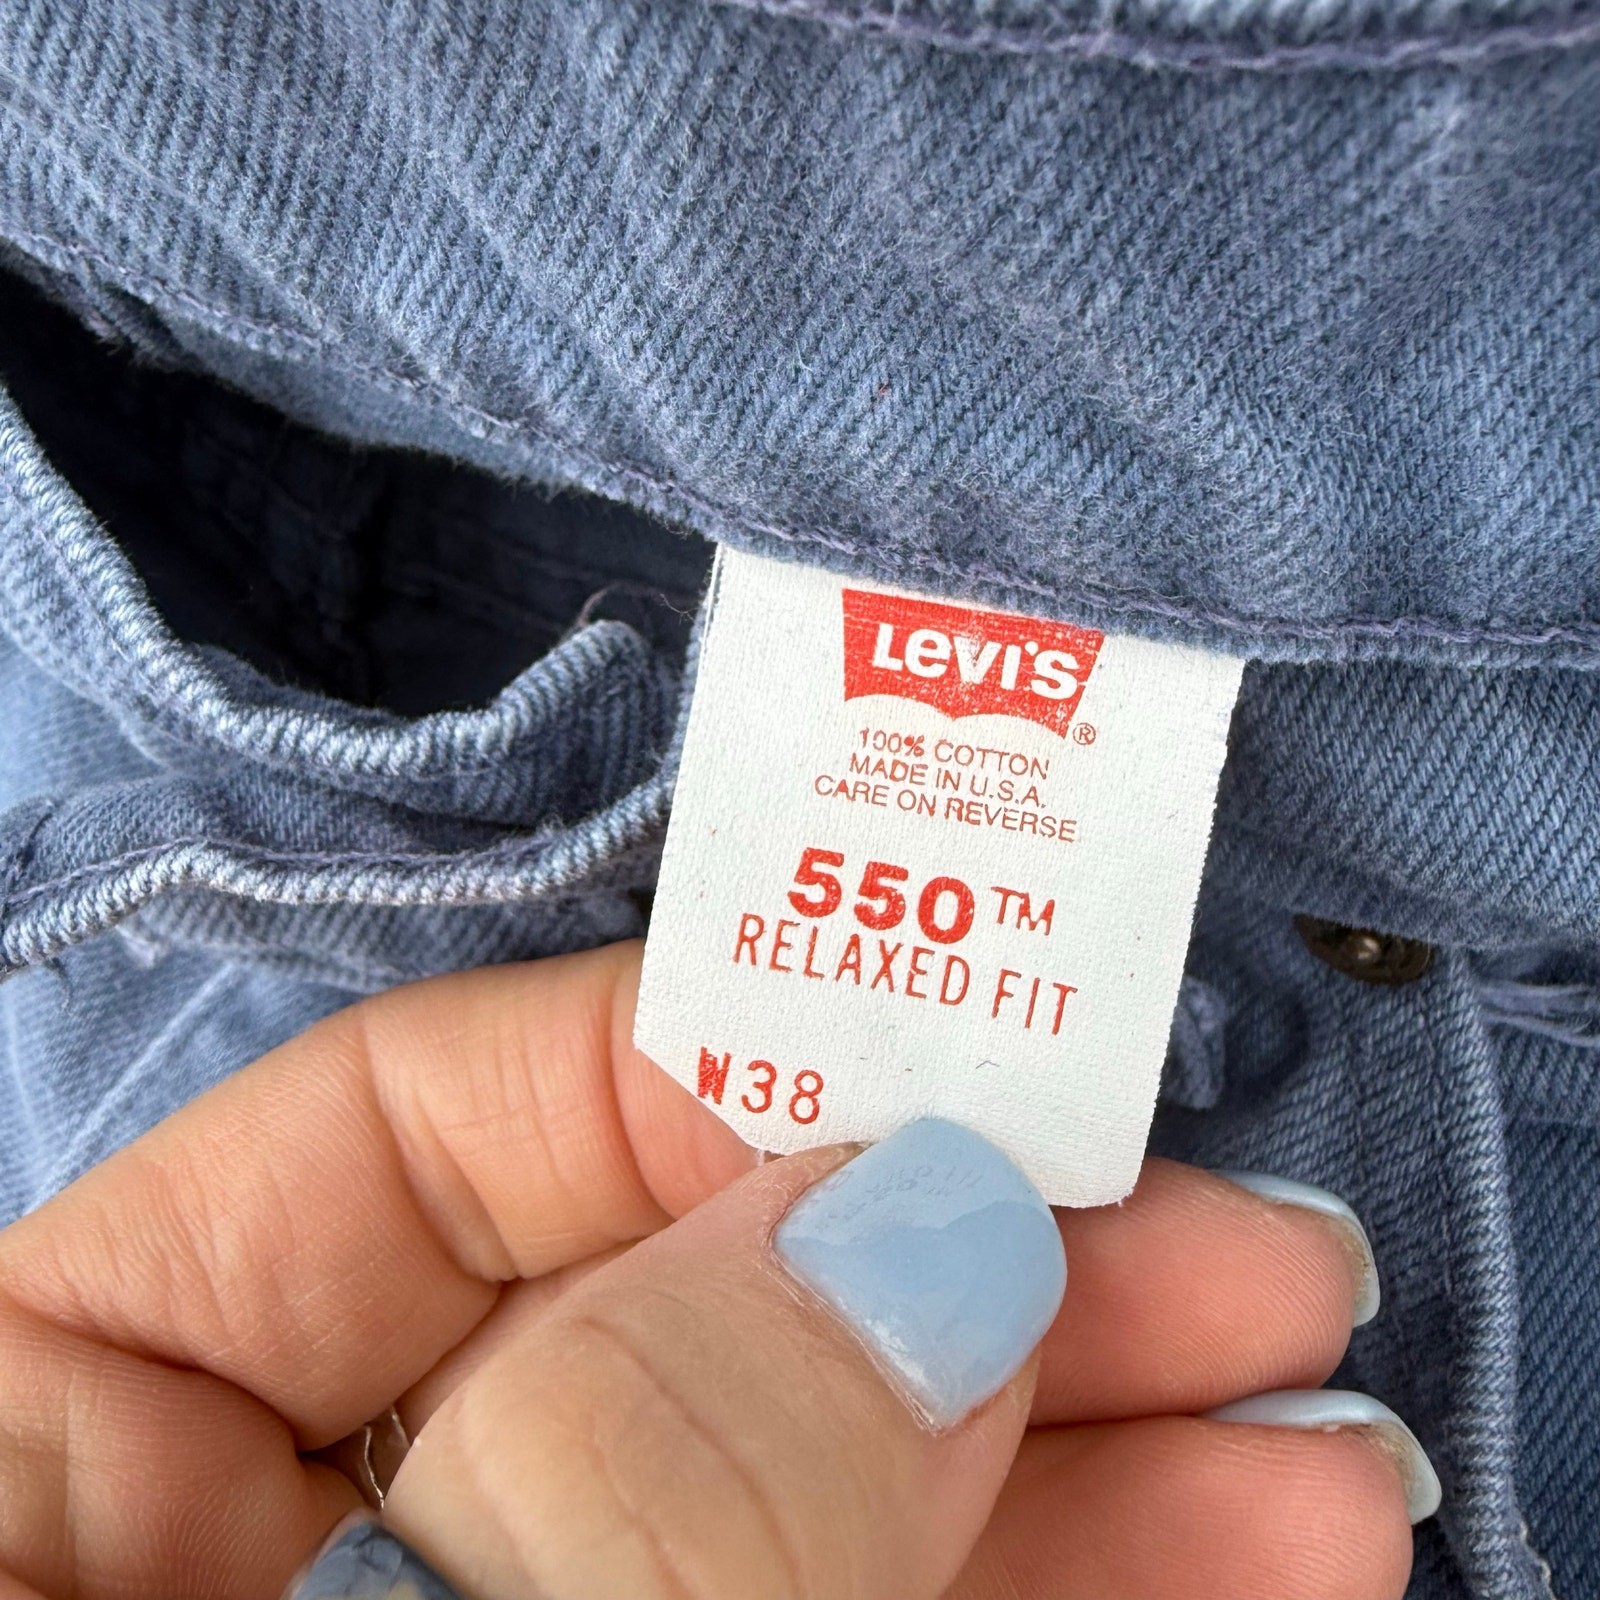 Levi's ®
100% COTTON
MADE IN U.S.A.
CARE ON REVERSE
550™
RELAXED FIT
W38